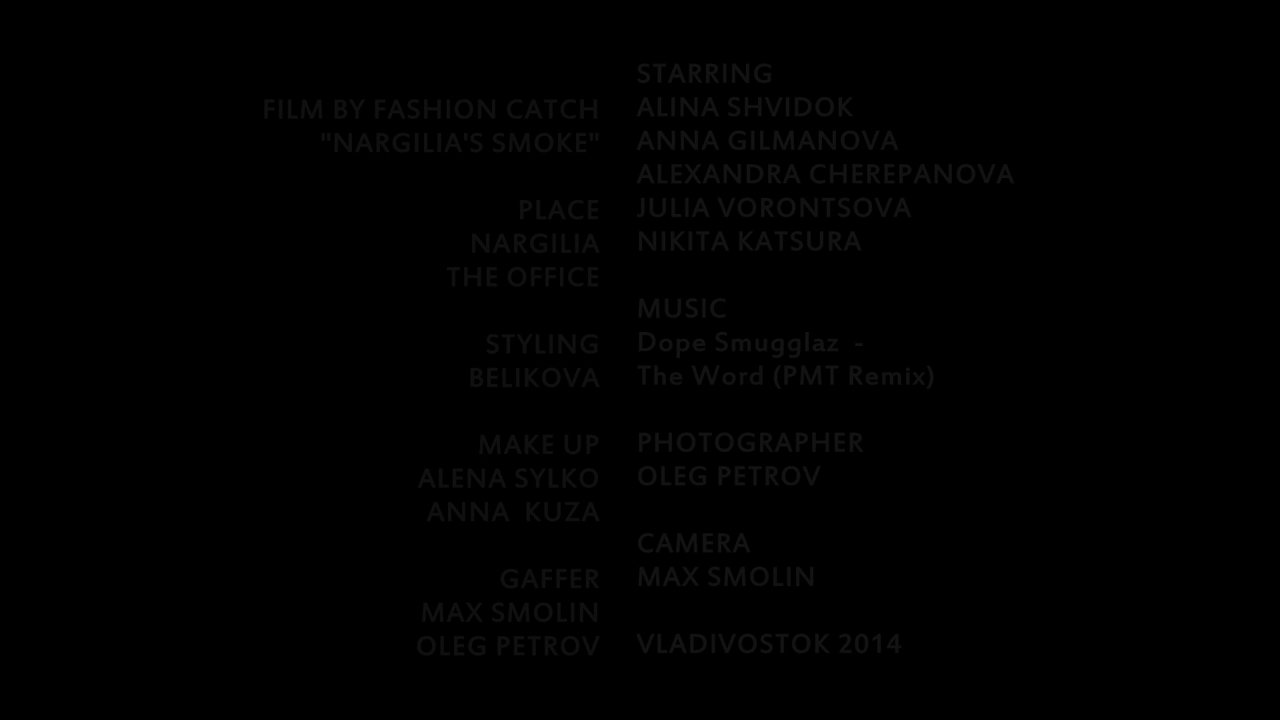 FILM BY FASHION CATCH
"NARGILIA'S SMOKE"
PLACE
NARGILIA
THE OFFICE
STYLING
BELIKOVA
MAKE UP
ALENA SYLKO
ANNA  KUZA
GAFFER
MAX SMOLIN
OLEG PETROV
STARRING
ALINA SHVIDOK
ANNA GILMANOVA
ALEXANDRA CHEREPANOVA
JULIA VORONTSOVA
NIKITA KATSURA
MUSIC
Dope Smugglaz  -
The Word (PMT Remix)
PHOTOGRAPHER
OLEG PETROV
CAMERA
MAX SMOLIN
VLADIVOSTOK 2014